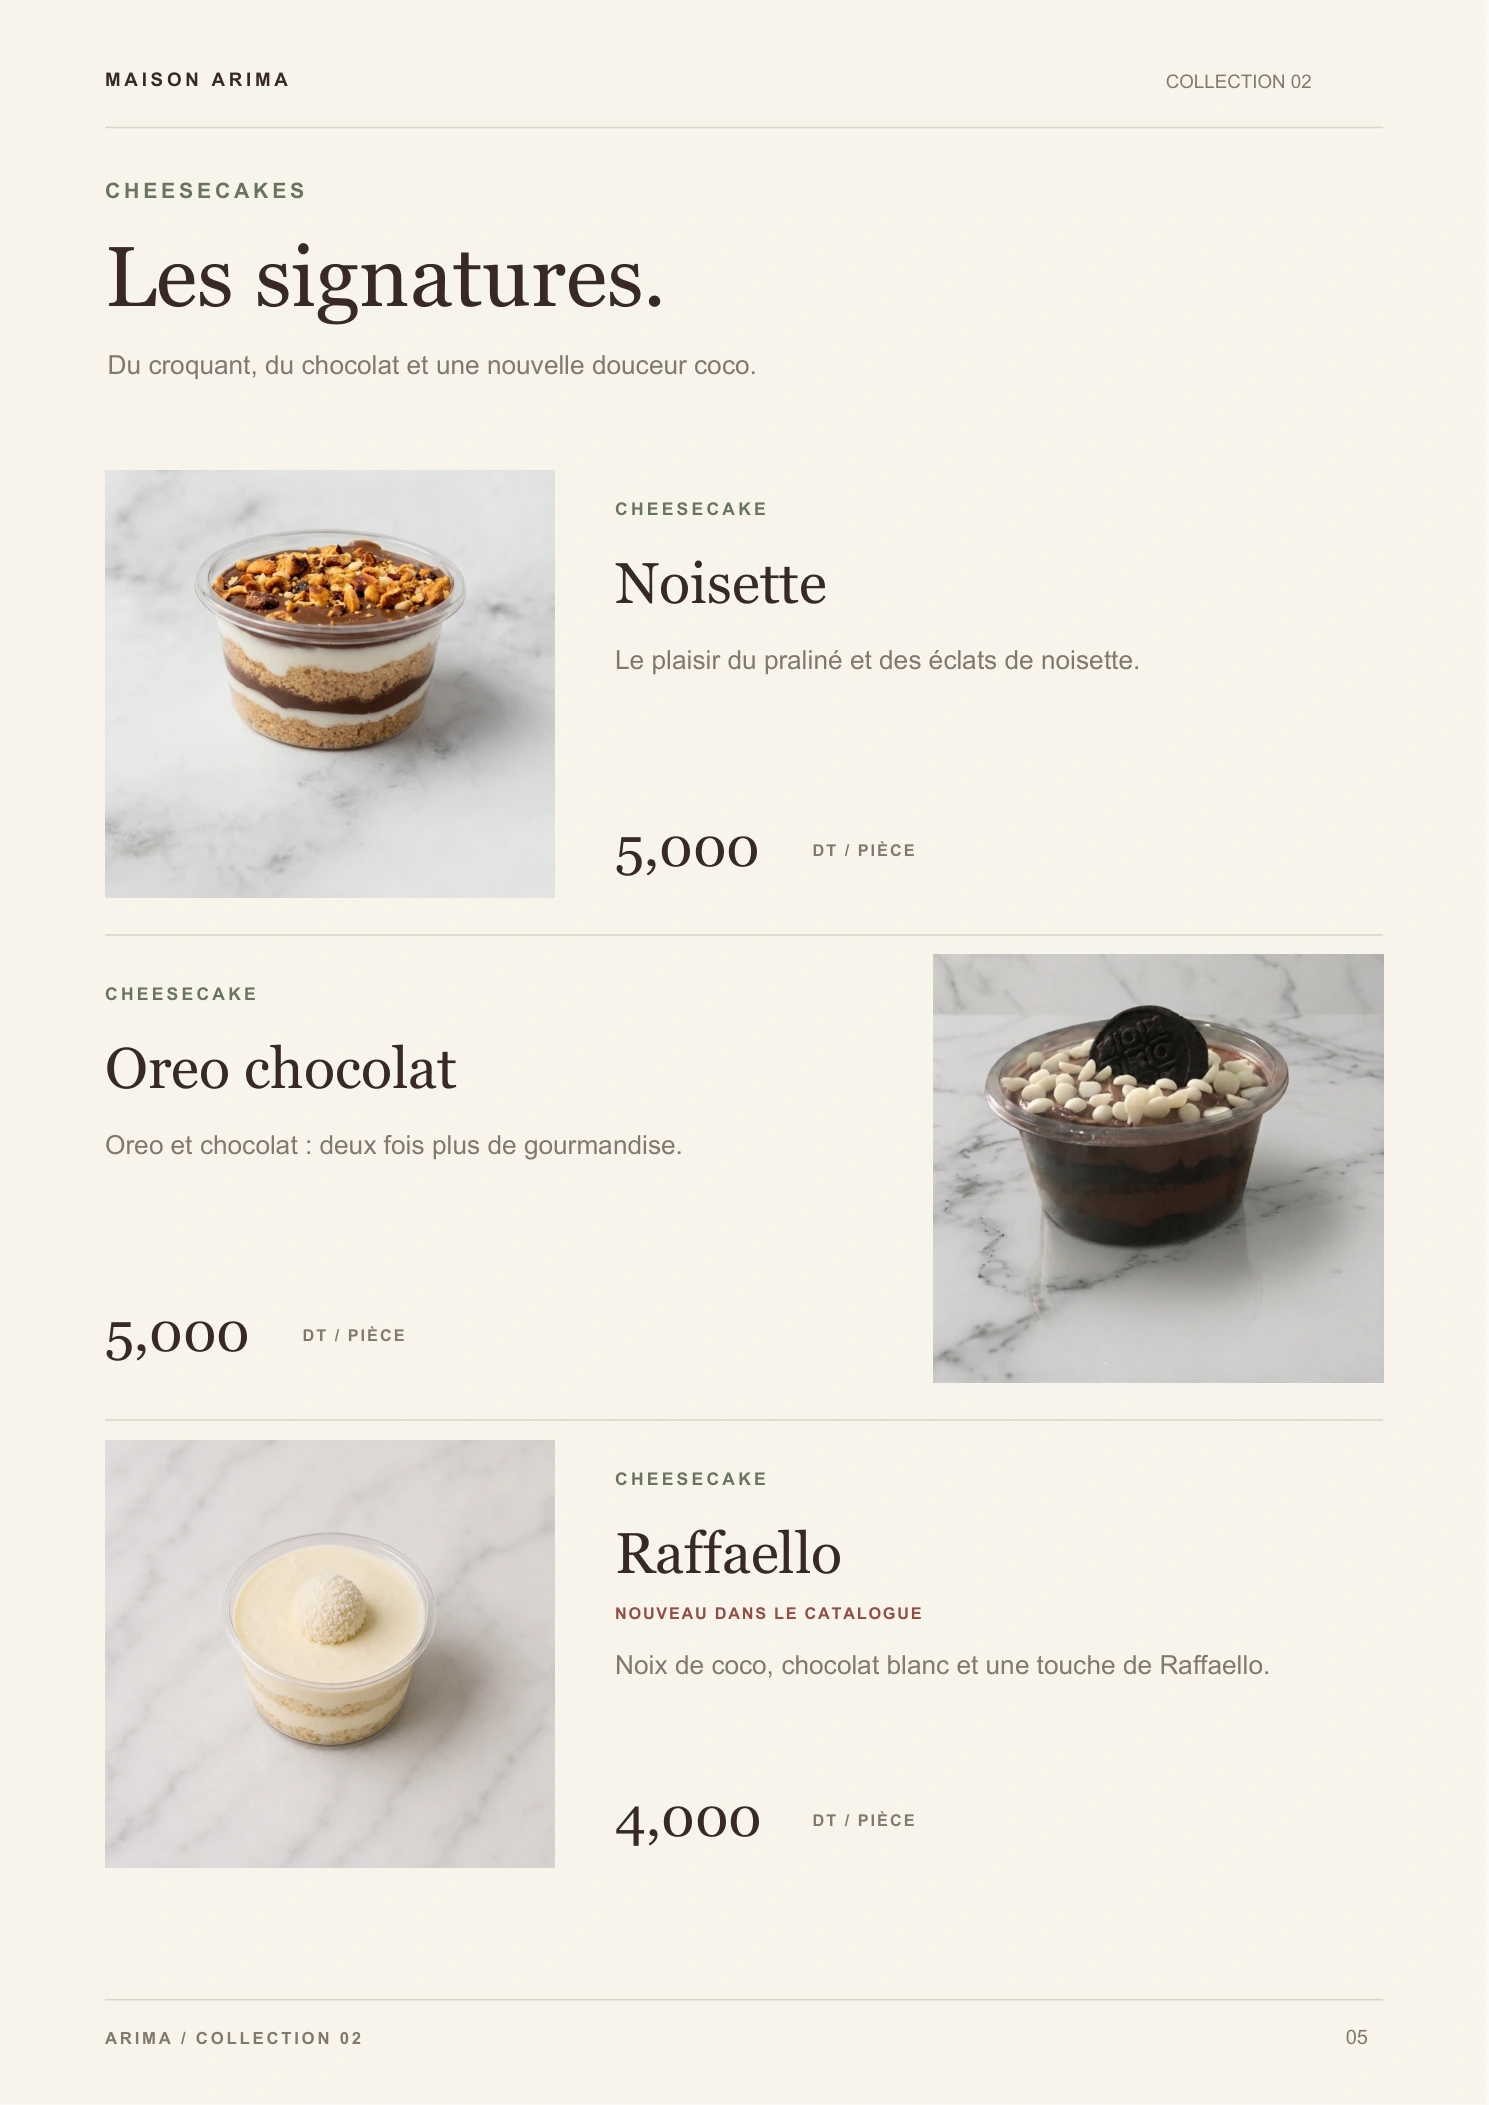 MAISON ARIMA
COLLECTION 02
CHEESECAKES
Les signatures.
Du croquant, du chocolat et une nouvelle douceur coco.
CHEESECAKE
Noisette
Le plaisir du praliné et des éclats de noisette.
5,000 DT / PIÈCE
CHEESECAKE
Oreo chocolat
Oreo et chocolat : deux fois plus de gourmandise.
5,000 DT / PIÈCE
CHEESECAKE
Raffaello
NOUVEAU DANS LE CATALOGUE
Noix de coco, chocolat blanc et une touche de Raffaello.
4,000 DT / PIÈCE
ARIMA / COLLECTION 02
05